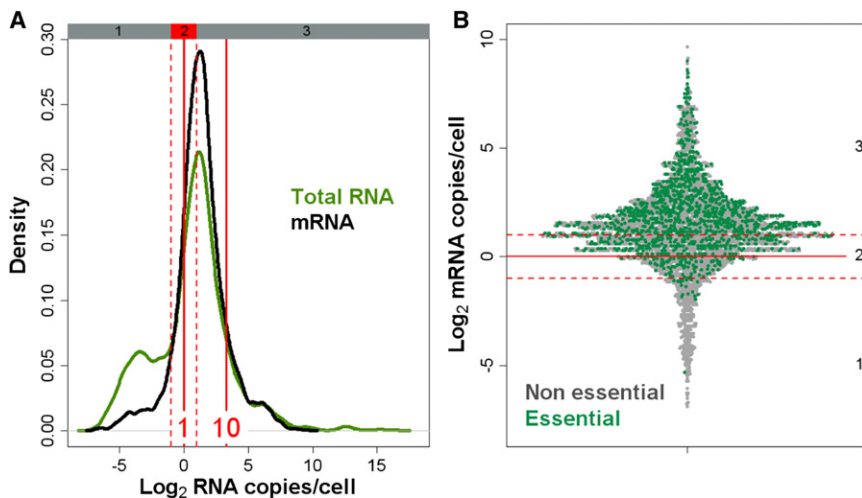 A
1 2 3
0.30
0.25
0.20
0.15
0.10
0.05
0.00
Density
Total RNA
mRNA
1 10
-5 0 5 10 15
Log₂ RNA copies/cell
B
10
5
0
-5
Log₂ mRNA copies/cell
3
2
1
Non essential
Essential